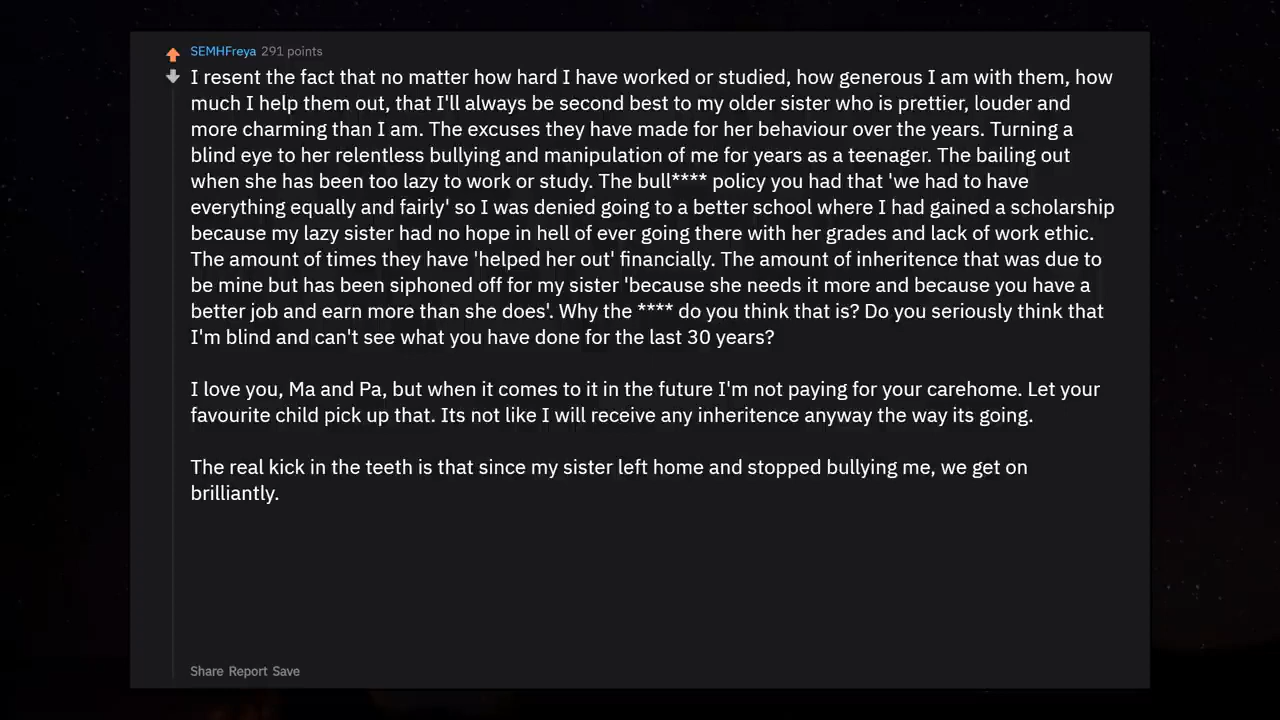 SEMHFreya 291 points
I resent the fact that no matter how hard I have worked or studied, how generous I am with them, how
much I help them out, that I'll always be second best to my older sister who is prettier, louder and
more charming than I am. The excuses they have made for her behaviour over the years. Turning a
blind eye to her relentless bullying and manipulation of me for years as a teenager. The bailing out
when she has been too lazy to work or study. The bull**** policy you had that 'we had to have
everything equally and fairly' so I was denied going to a better school where I had gained a scholarship
because my lazy sister had no hope in hell of ever going there with her grades and lack of work ethic.
The amount of times they have 'helped her out' financially. The amount of inheritence that was due to
be mine but has been siphoned off for my sister 'because she needs it more and because you have a
better job and earn more than she does'. Why the **** do you think that is? Do you seriously think that
I'm blind and can't see what you have done for the last 30 years?
I love you, Ma and Pa, but when it comes to it in the future I'm not paying for your carehome. Let your
favourite child pick up that. Its not like I will receive any inheritence anyway the way its going.
The real kick in the teeth is that since my sister left home and stopped bullying me, we get on
brilliantly.
Share Report Save